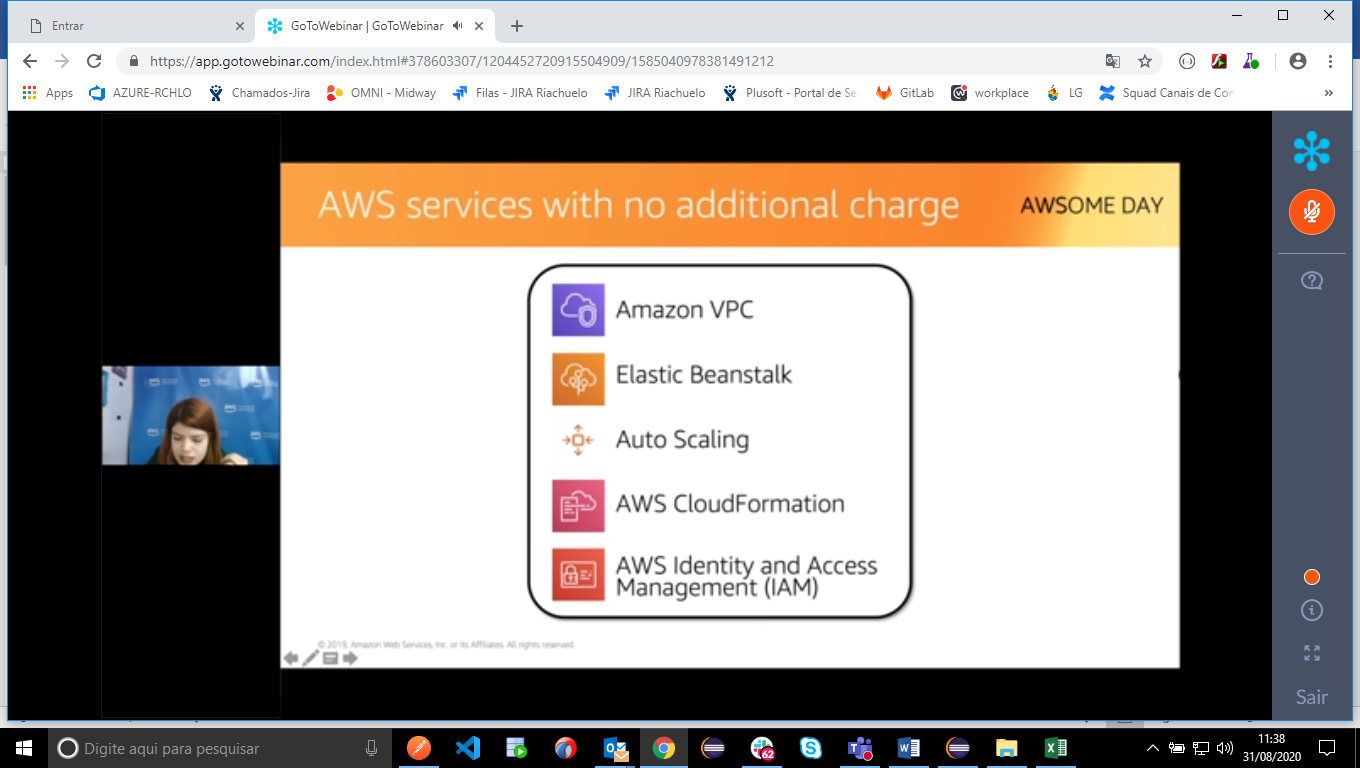 Entrar
GoToWebinar | GoToWebinar
https://app.gotowebinar.com/index.html#378603307/1204452720915504909/1585040978381491212
Apps AZURE-RCHLO Chamados-Jira OMNI - Midway Filas - JIRA Riachuelo JIRA Riachuelo Plusoft - Portal de Se GitLab workplace LG Squad Canais de Con »
AWS services with no additional charge
AWSOME DAY
Amazon VPC
Elastic Beanstalk
Auto Scaling
AWS CloudFormation
AWS Identity and Access
Management (IAM)
© 2019, Amazon Web Services, Inc. or its Affiliates. All rights reserved.
Sair
Digite aqui para pesquisar
62
11:38
31/08/2020